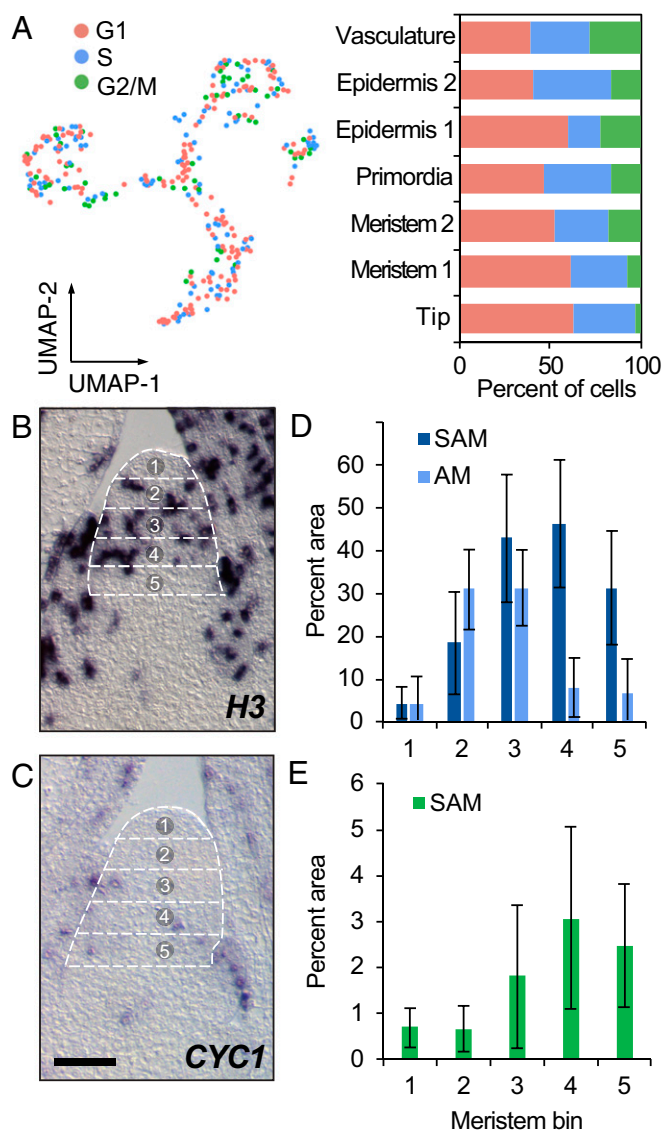 A
G1
S
G2/M
UMAP-2
UMAP-1
Vasculature
Epidermis 2
Epidermis 1
Primordia
Meristem 2
Meristem 1
Tip
0 50 100
Percent of cells
B
1
2
3
4
5
H3
D
SAM
AM
Percent area
60
50
40
30
20
10
0
1 2 3 4 5
C
1
2
3
4
5
CYC1
E
SAM
Percent area
6
5
4
3
2
1
0
1 2 3 4 5
Meristem bin